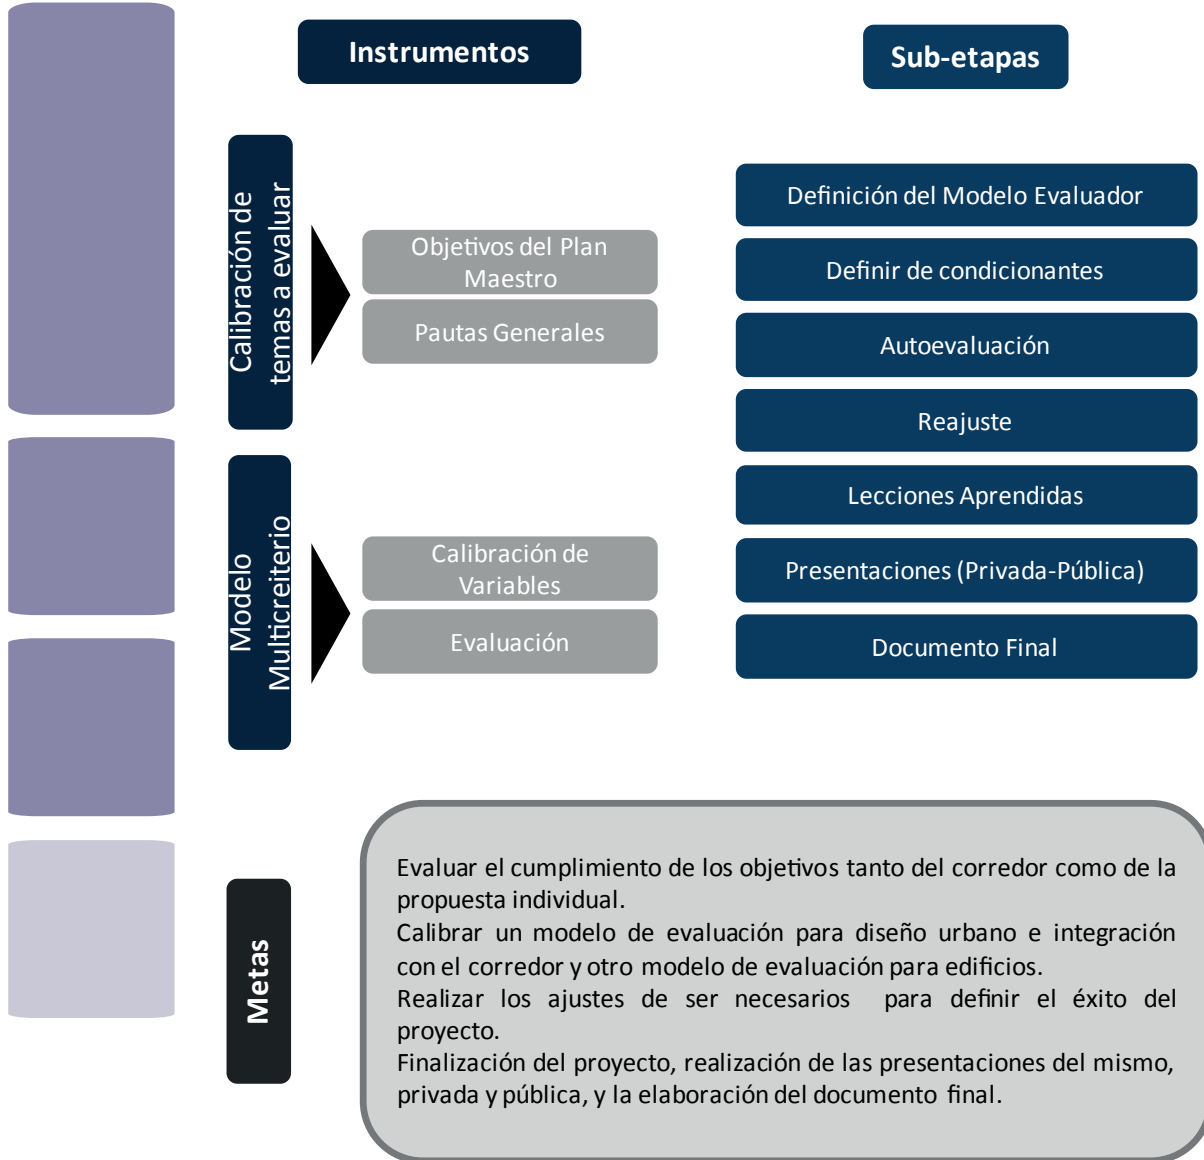 Instrumentos
Sub-etapas
Calibración de
temas a evaluar
Objetivos del Plan
Maestro
Pautas Generales
Modelo
Multicreiterio
Calibración de
Variables
Evaluación
Definición del Modelo Evaluador
Definir de condicionantes
Autoevaluación
Reajuste
Lecciones Aprendidas
Presentaciones (Privada-Pública)
Documento Final
Metas
Evaluar el cumplimiento de los objetivos tanto del corredor como de la
propuesta individual.
Calibrar un modelo de evaluación para diseño urbano e integración
con el corredor y otro modelo de evaluación para edificios.
Realizar los ajustes de ser necesarios para definir el éxito del
proyecto.
Finalización del proyecto, realización de las presentaciones del mismo,
privada y pública, y la elaboración del documento final.